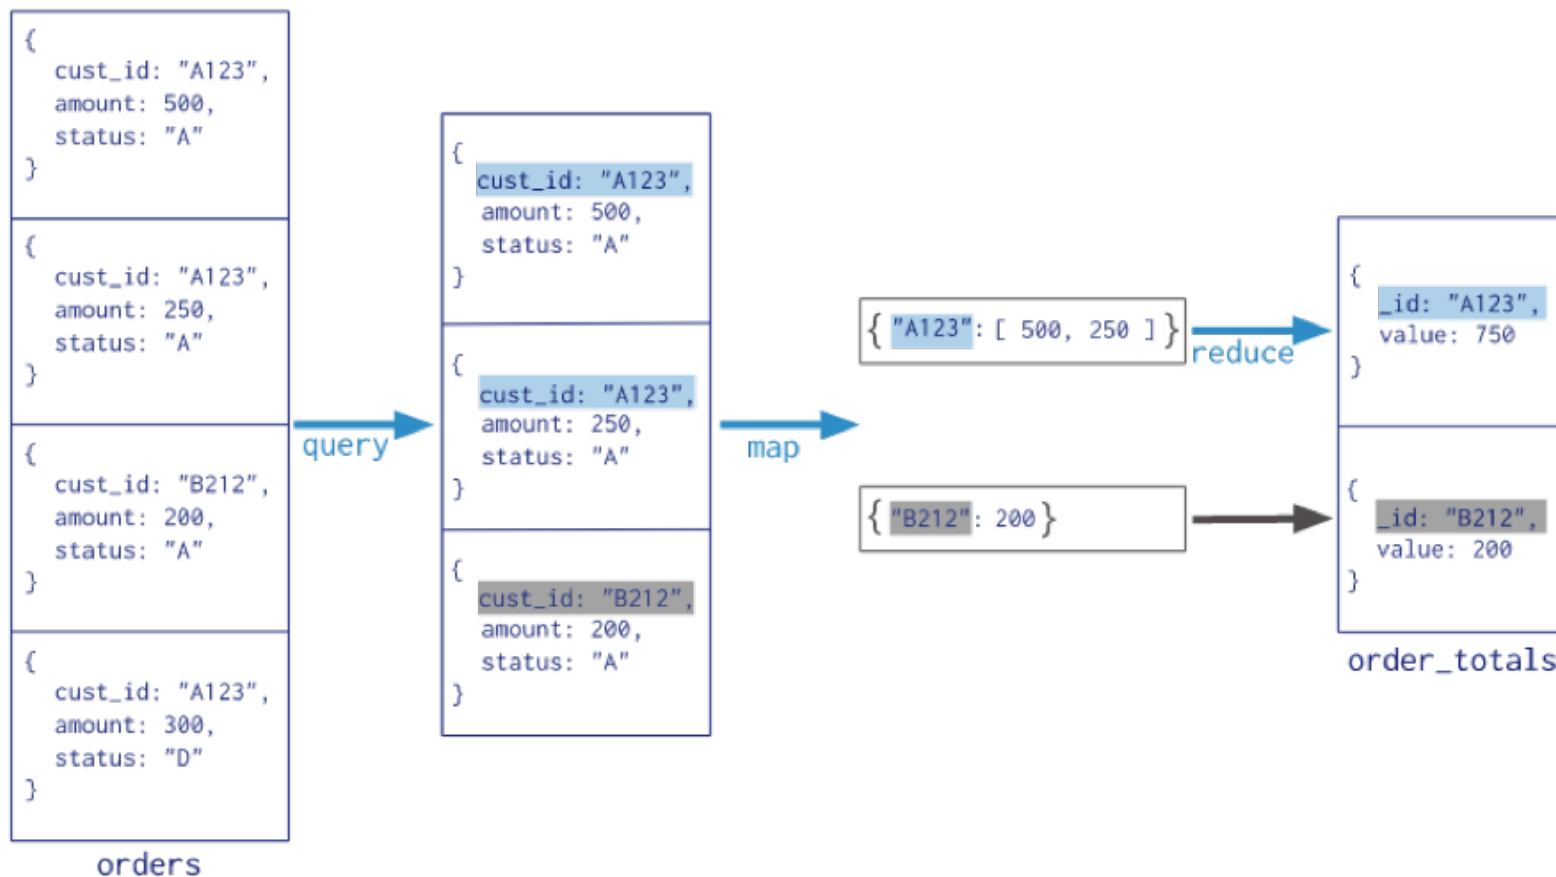 {
cust_id: "A123",
amount: 500,
status: "A"
}
{
cust_id: "A123",
amount: 250,
status: "A"
}
{
cust_id: "B212",
amount: 200,
status: "A"
}
{
cust_id: "A123",
amount: 300,
status: "D"
}
orders
query
{
cust_id: "A123",
amount: 500,
status: "A"
}
{
cust_id: "A123",
amount: 250,
status: "A"
}
{
cust_id: "B212",
amount: 200,
status: "A"
}
map
{ "A123": [ 500, 250 ] }
reduce
{ "B212": 200 }
{
_id: "A123",
value: 750
}
{
_id: "B212",
value: 200
}
order_totals